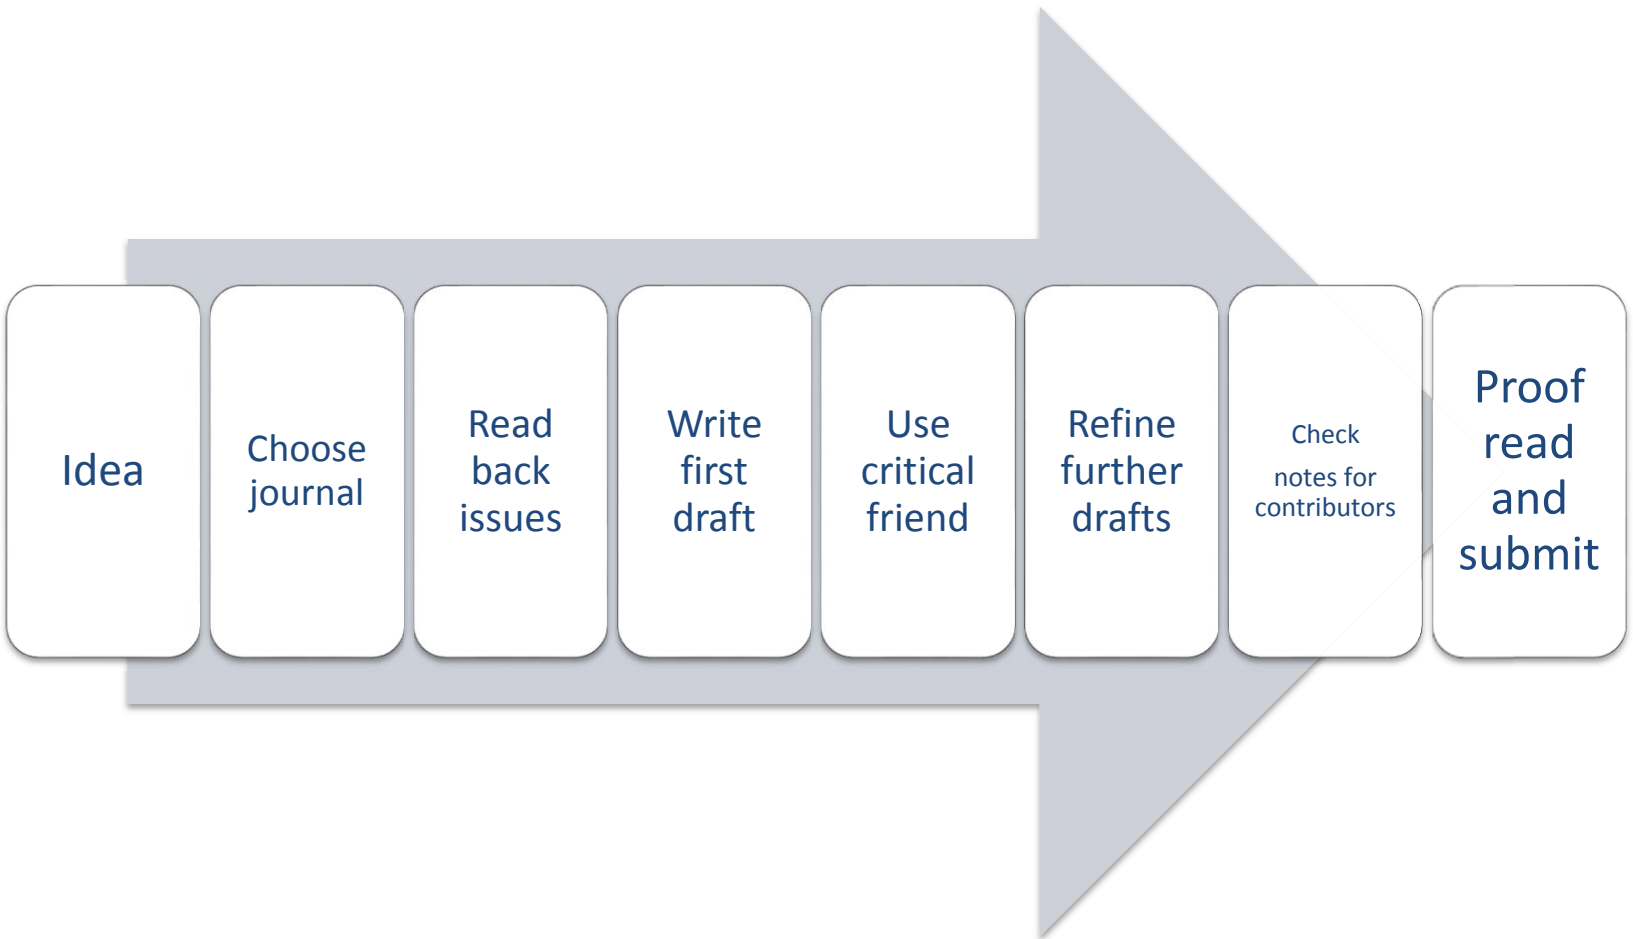 Idea
Choose
journal
Read
back
issues
Write
first
draft
Use
critical
friend
Refine
further
drafts
Check
notes for
contributors
Proof
read
and
submit